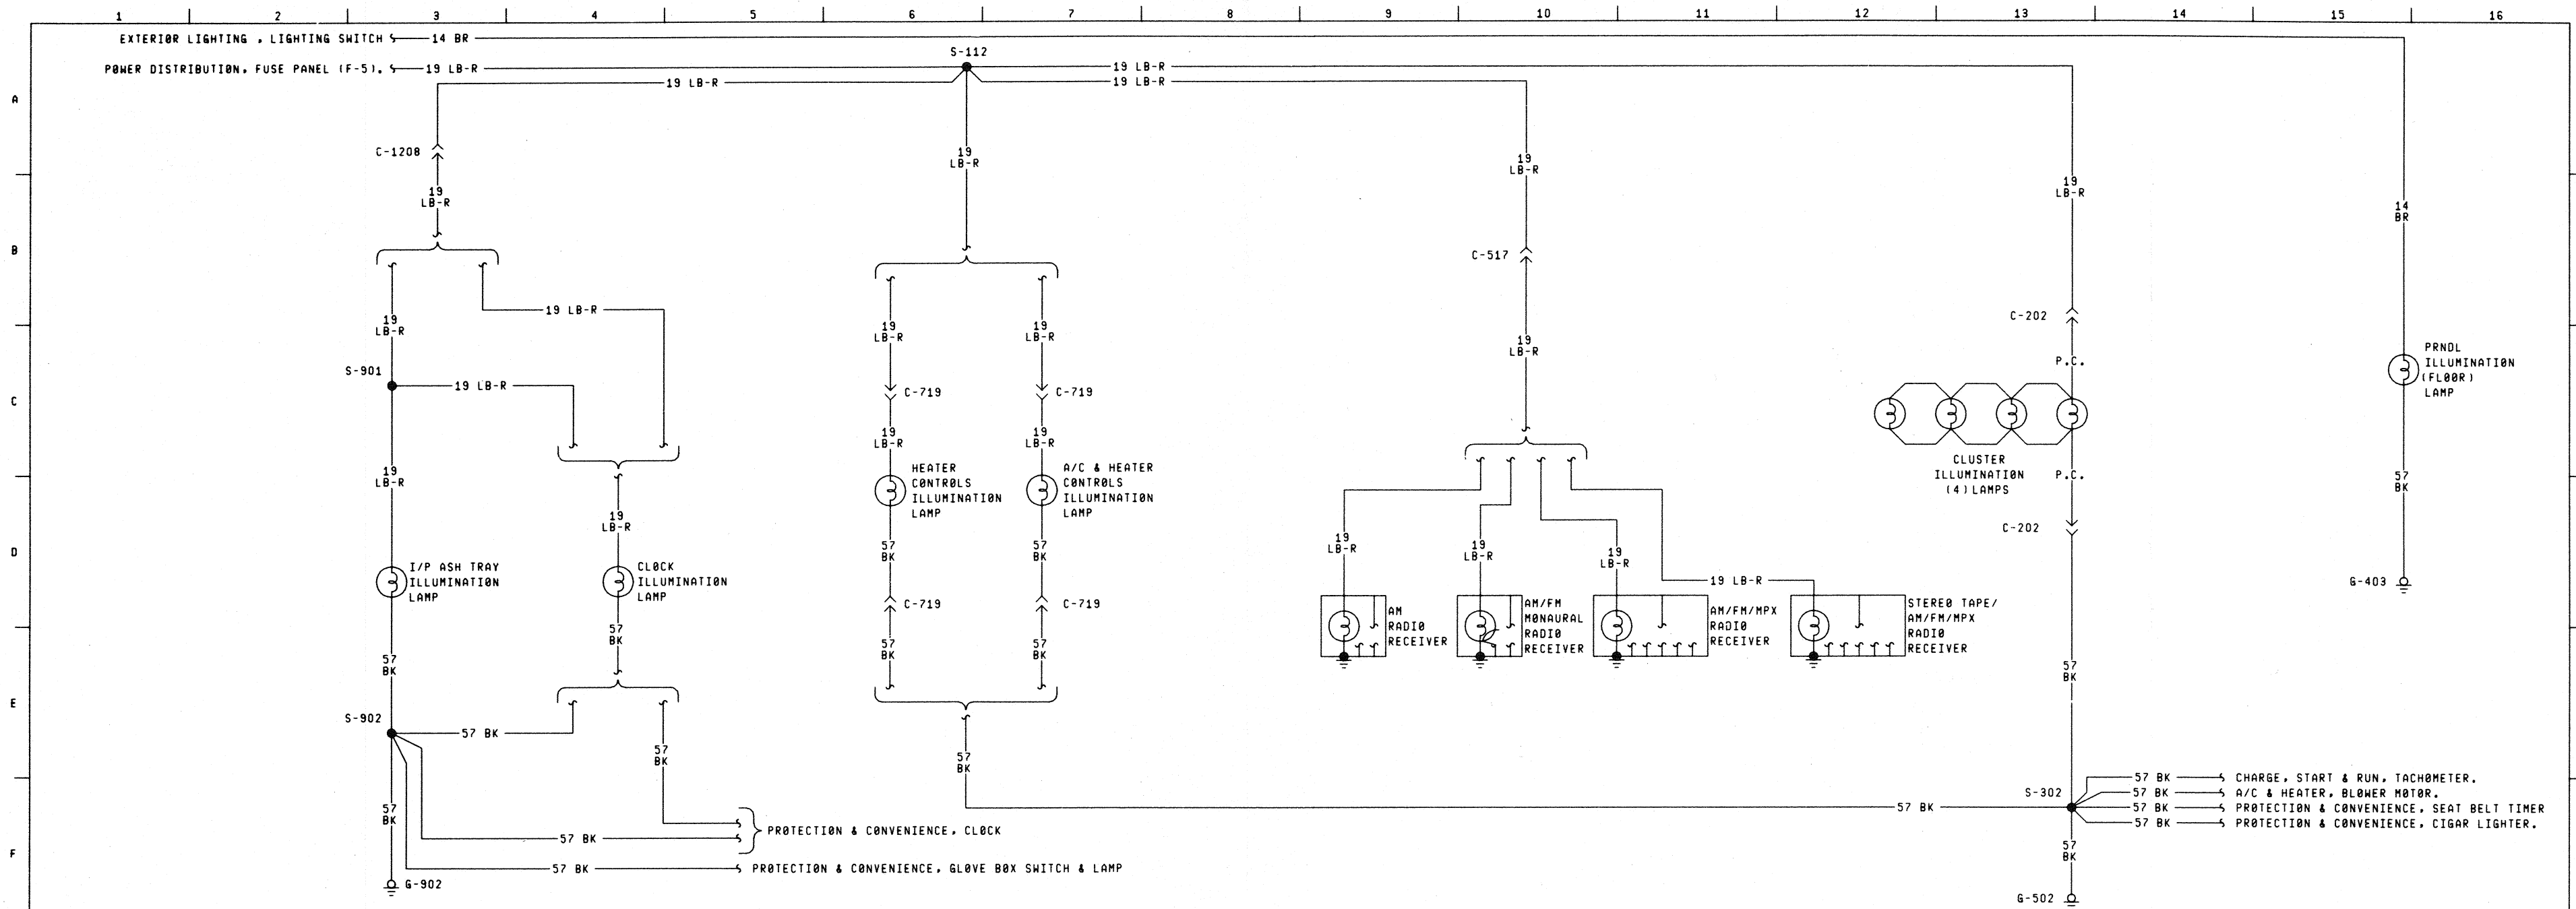 1 2 3 4 5 6 7 8 9 10 11 12 13 14 15 16
EXTERIOR LIGHTING , LIGHTING SWITCH 14 BR
S-112
POWER DISTRIBUTION, FUSE PANEL (F-5), 19 LB-R
19 LB-R
19 LB-R
19 LB-R
A
C-1208
19
LB-R
19
LB-R
19
LB-R
19
LB-R
14
BR
B
C-517
19 LB-R
C-202
19
LB-R
19
LB-R
19
LB-R
19
LB-R
P.C.
PRNDL
ILLUMINATION
(FLOOR)
LAMP
S-901
19 LB-R
C-719
C-719
C
19
LB-R
19
LB-R
CLUSTER
ILLUMINATION
(4) LAMPS
P.C.
19
LB-R
HEATER
CONTROLS
ILLUMINATION
LAMP
A/C & HEATER
CONTROLS
ILLUMINATION
LAMP
57
BK
19
LB-R
C-202
D
57
BK
57
BK
19
LB-R
19
LB-R
19
LB-R
I/P ASH TRAY
ILLUMINATION
LAMP
CLOCK
ILLUMINATION
LAMP
19 LB-R
G-403
C-719
C-719
AM
RADIO
RECEIVER
AM/FM
MONAURAL
RADIO
RECEIVER
AM/FM/MPX
RADIO
RECEIVER
STEREO TAPE/
AM/FM/MPX
RADIO
RECEIVER
57
BK
57
BK
57
BK
57
BK
57
BK
E
S-902
57 BK
57
BK
57
BK
S-302
57 BK CHARGE, START & RUN, TACHOMETER.
57 BK A/C & HEATER, BLOWER MOTOR.
57 BK
57 BK PROTECTION & CONVENIENCE, SEAT BELT TIMER
57 BK PROTECTION & CONVENIENCE, CIGAR LIGHTER.
57
BK
PROTECTION & CONVENIENCE, CLOCK
57 BK
57
BK
F
57 BK PROTECTION & CONVENIENCE, GLOVE BOX SWITCH & LAMP
G-902
G-502